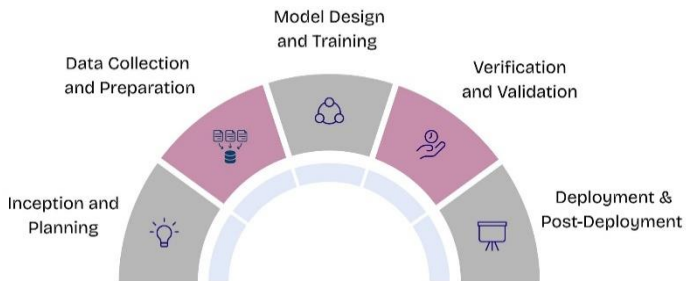 Inception and
Planning
Data Collection
and Preparation
Model Design
and Training
Verification
and Validation
Deployment &
Post-Deployment